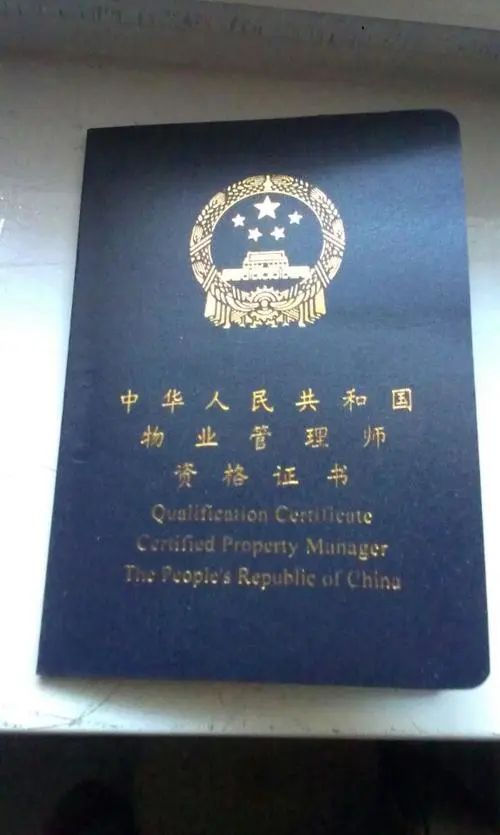 中华人民共和国
物业管理师
资格证书
Qualification Certificate
Certified Property Manager
The People's Republic of China